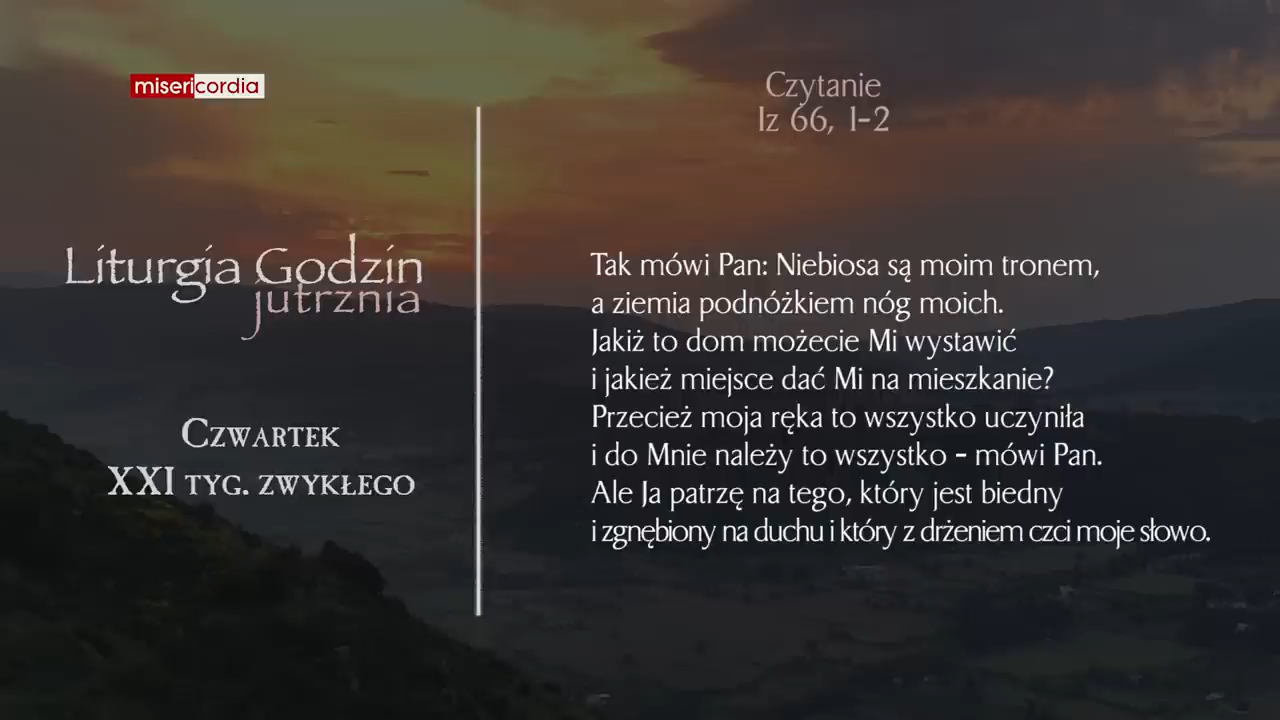 misericordia
Liturgia Godzin
jutrznia
Czwartek
XXI tyg. zwykłego
Czytanie
Iz 66, 1-2
Tak mówi Pan: Niebiosa są moim tronem,
a ziemia podnóżkiem nóg moich.
Jakiż to dom możecie Mi wystawić
i jakież miejsce dać Mi na mieszkanie?
Przecież moja ręka to wszystko uczyniła
i do Mnie należy to wszystko - mówi Pan.
Ale Ja patrzę na tego, który jest biedny
i zgnębiony na duchu i który z drżeniem czci moje słowo.